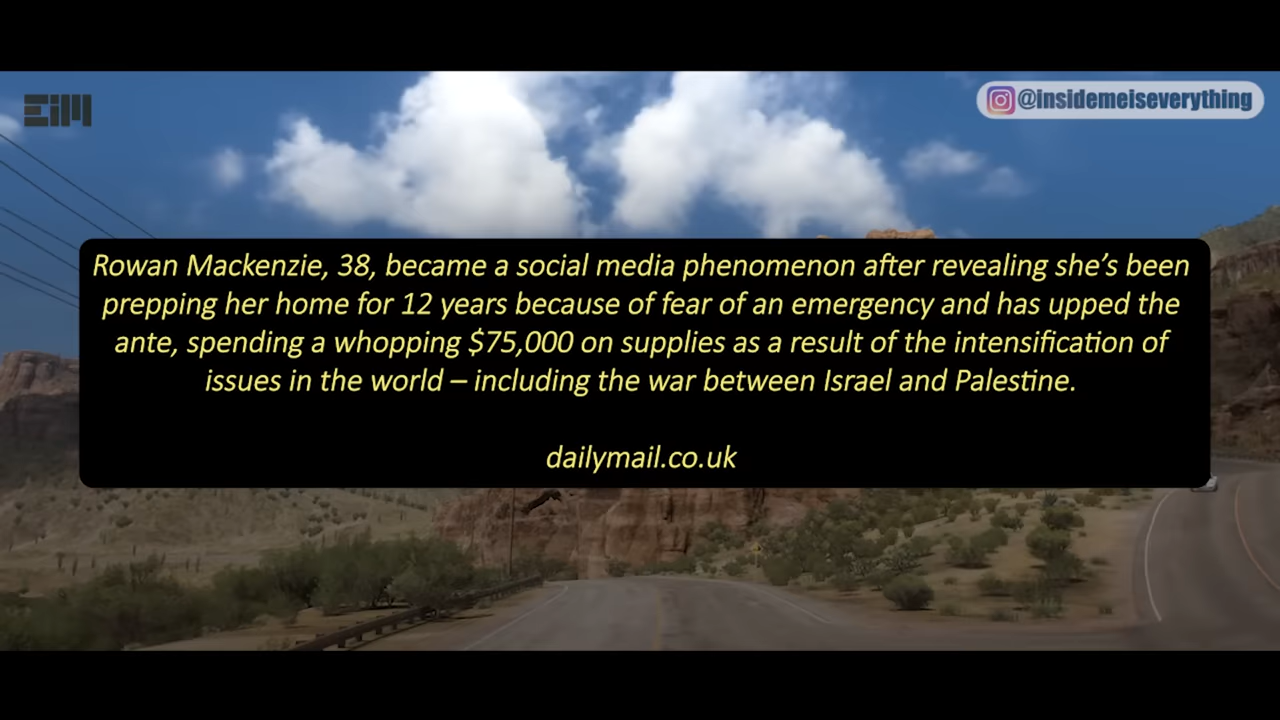 EiM
@insidemeiseverything
Rowan Mackenzie, 38, became a social media phenomenon after revealing she’s been
prepping her home for 12 years because of fear of an emergency and has upped the
ante, spending a whopping $75,000 on supplies as a result of the intensification of
issues in the world – including the war between Israel and Palestine.
dailymail.co.uk